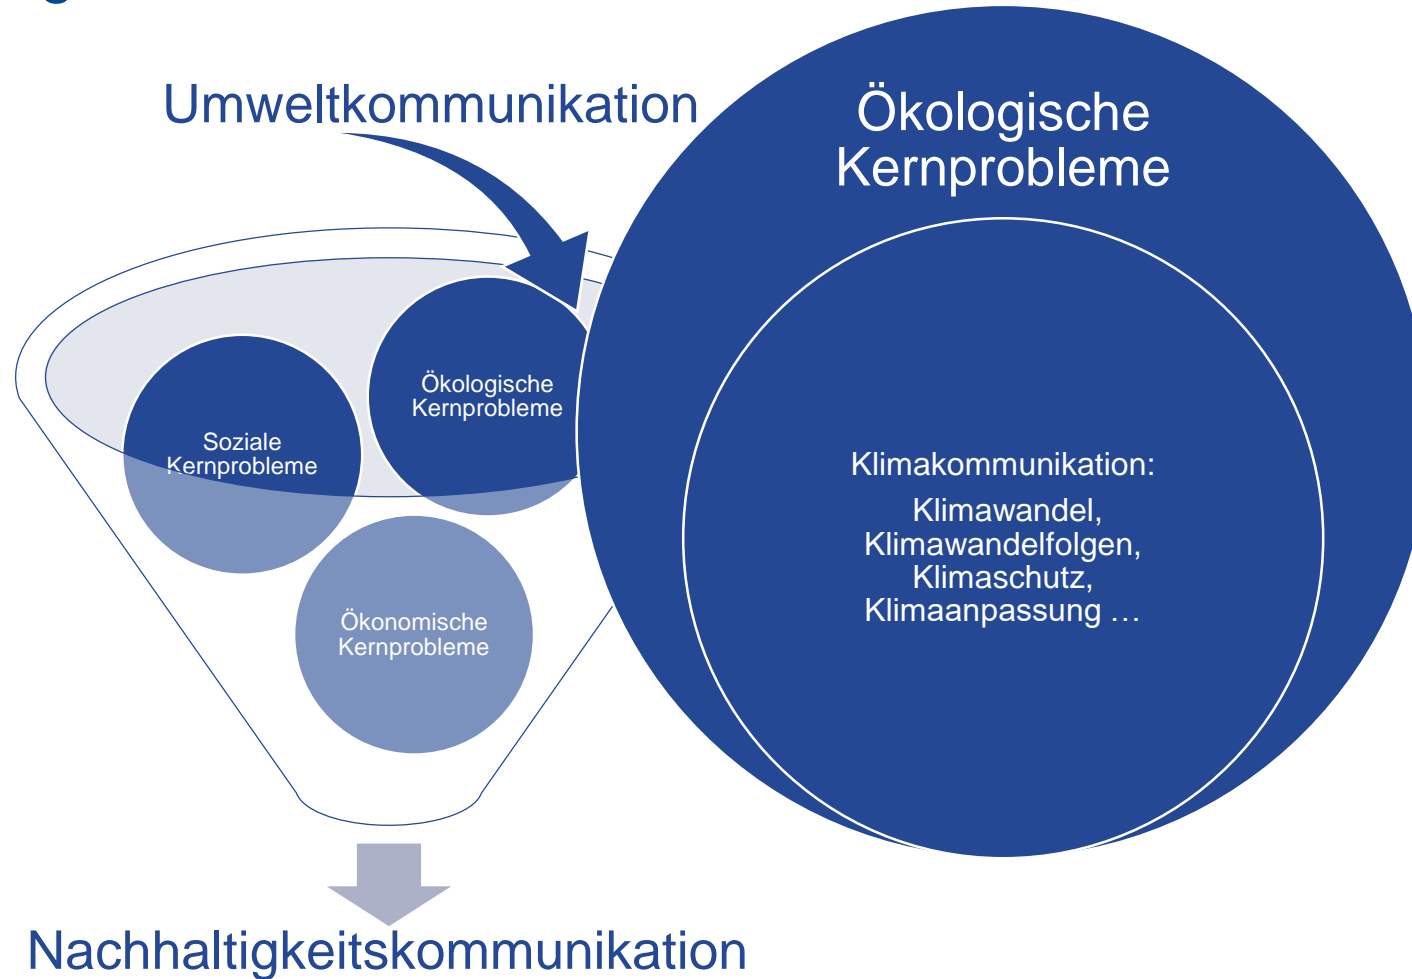 Umweltkommunikation
Ökologische
Kernprobleme
Ökologische
Kernprobleme
Soziale
Kernprobleme
Ökonomische
Kernprobleme
Klimakommunikation:
Klimawandel,
Klimawandelfolgen,
Klimaschutz,
Klimaanpassung …
Nachhaltigkeitskommunikation